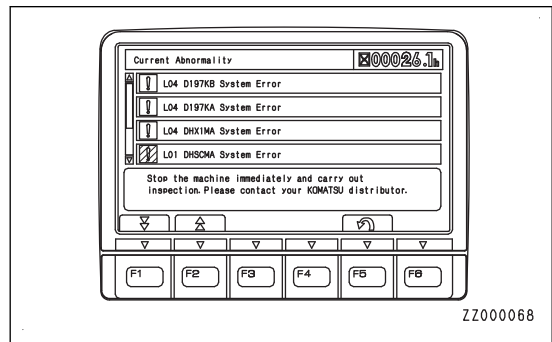 Current Abnormality 00026.1h
L04 D197KB System Error
L04 D197KA System Error
L04 DHX1MA System Error
L01 DHSCMA System Error
Stop the machine immediately and carry out
inspection. Please contact your KOMATSU distributor.
F1 F2 F3 F4 F5 F6
ZZ000068